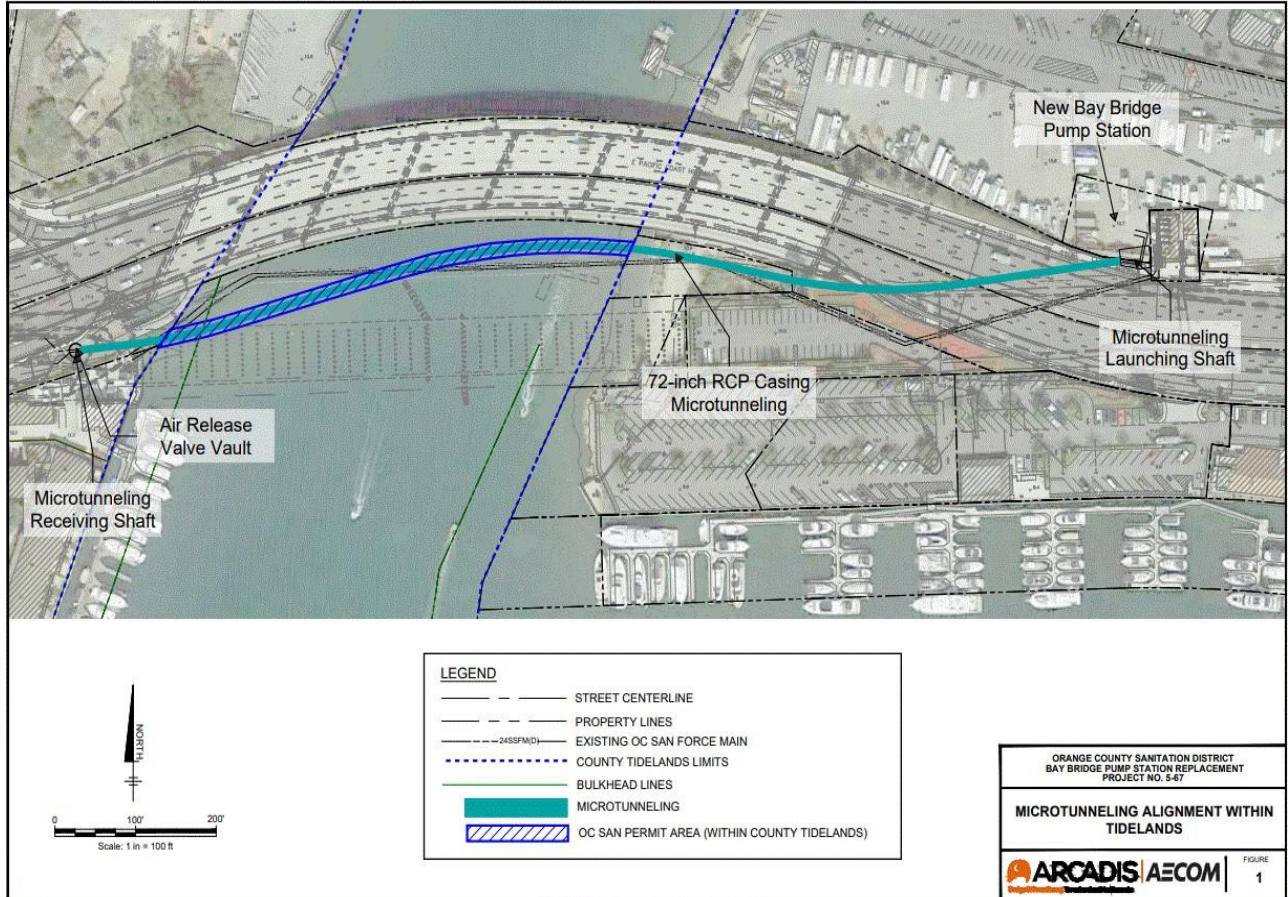 New Bay Bridge
Pump Station
E PACIFIC COAST
Microtunneling
Launching Shaft
72-inch RCP Casing
Microtunneling
Air Release
Valve Vault
Microtunneling
Receiving Shaft
NORTH
0 100' 200'
Scale: 1 in = 100 ft
LEGEND
STREET CENTERLINE
PROPERTY LINES
24SSFM(D) EXISTING OC SAN FORCE MAIN
COUNTY TIDELANDS LIMITS
BULKHEAD LINES
MICROTUNNELING
OC SAN PERMIT AREA (WITHIN COUNTY TIDELANDS)
ORANGE COUNTY SANITATION DISTRICT
BAY BRIDGE PUMP STATION REPLACEMENT
PROJECT NO. 5-67
MICROTUNNELING ALIGNMENT WITHIN
TIDELANDS
ARCADIS AECOM
FIGURE
1